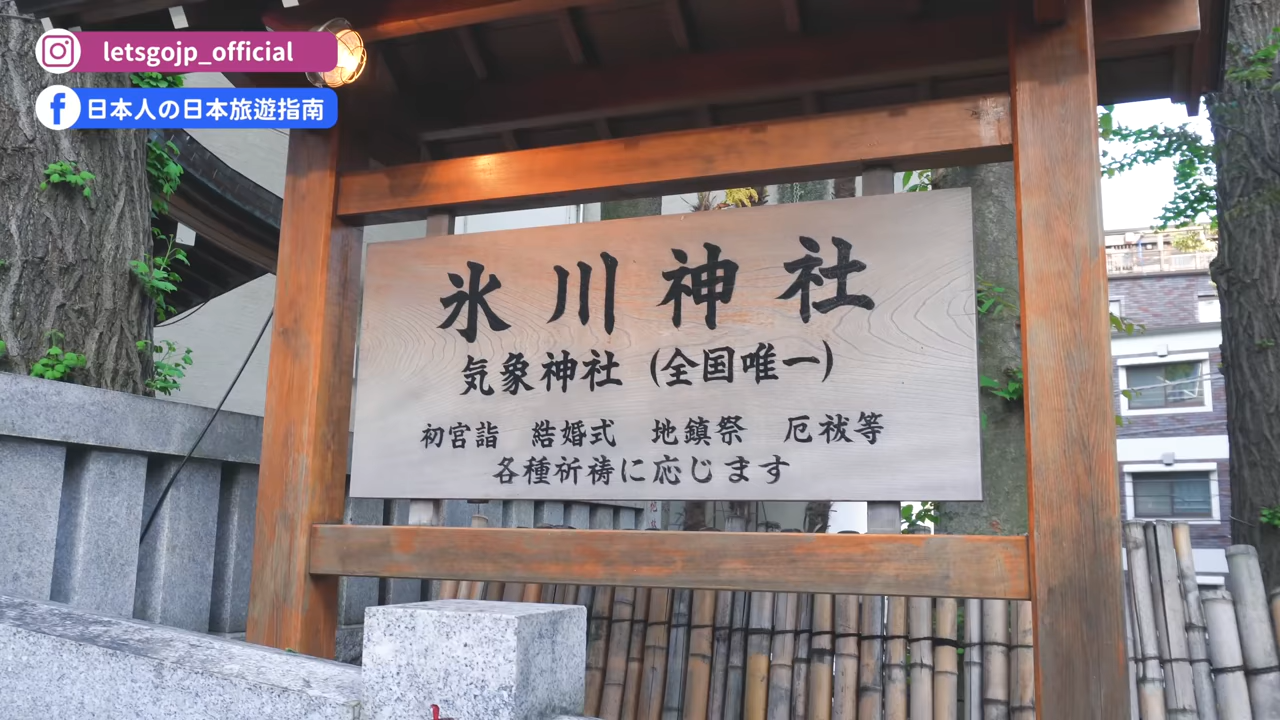 letsgojp_official
日本人の日本旅遊指南
氷川神社
気象神社 (全国唯一)
初宮詣 結婚式 地鎮祭 厄祓等
各種祈祷に応じます